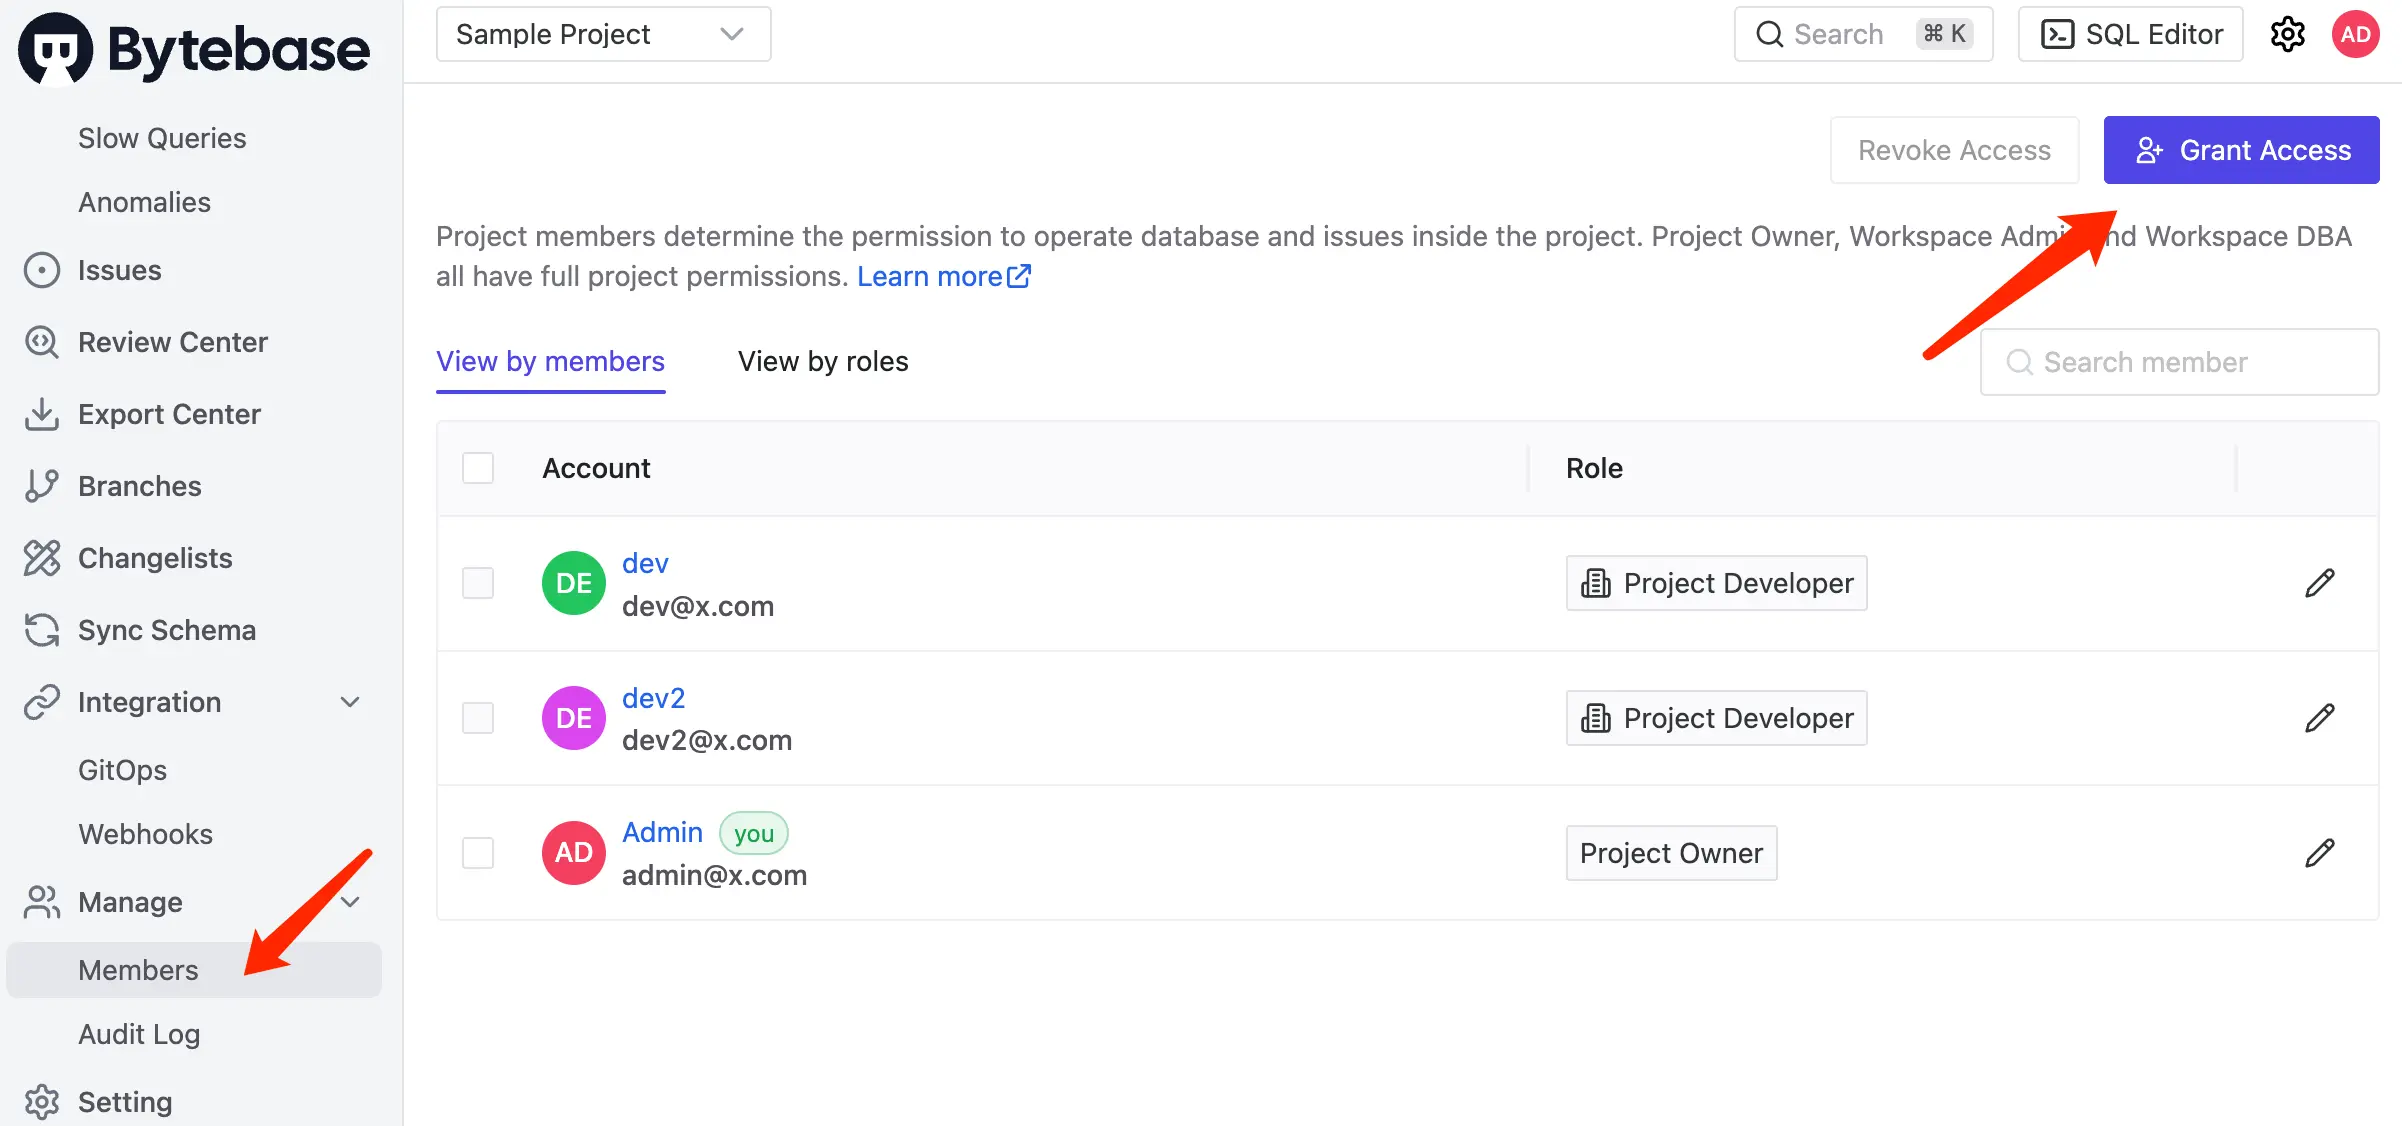 Bytebase
Sample Project
Search ⌘ K
SQL Editor
AD
Slow Queries
Anomalies
Issues
Review Center
Export Center
Branches
Changelists
Sync Schema
Integration
GitOps
Webhooks
Manage
Members
Audit Log
Setting
Revoke Access
Grant Access
Project members determine the permission to operate database and issues inside the project. Project Owner, Workspace Admi nd Workspace DBA
all have full project permissions. Learn more
View by members
View by roles
Search member
Account
Role
DE
dev
dev@x.com
Project Developer
DE
dev2
dev2@x.com
Project Developer
AD
Admin you
admin@x.com
Project Owner